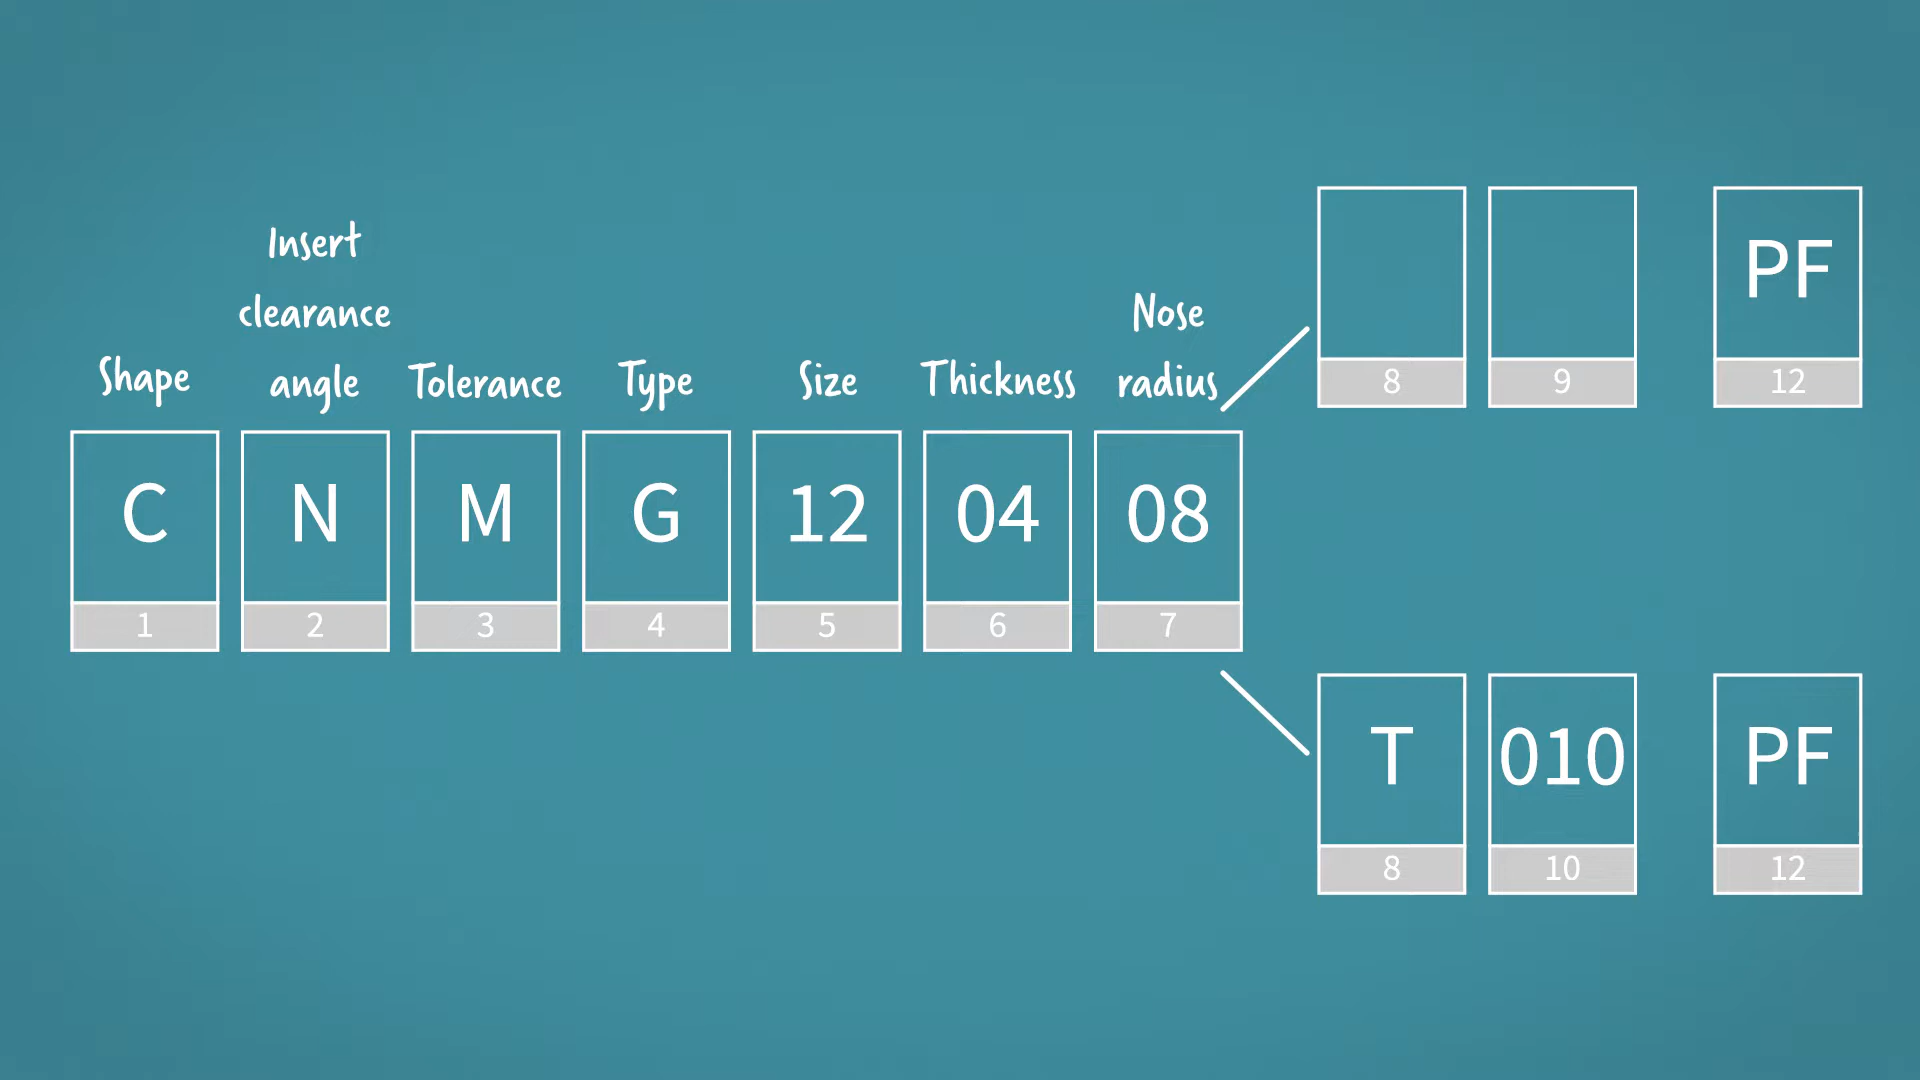 Shape
Insert
clearance
angle
Tolerance
Type
Size
Thickness
Nose
radius
C N M G 12 04 08
1 2 3 4 5 6 7
PF
8 9 12
T 010 PF
8 10 12